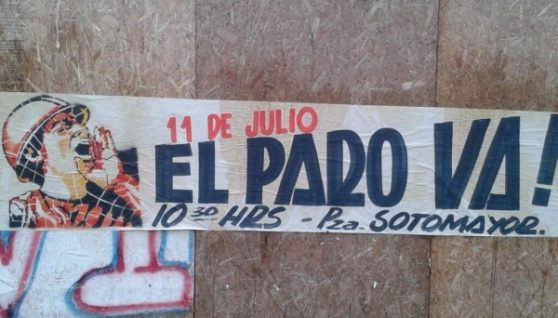 11 DE JULIO
EL PARO VA!
10 30 HRS - Pza. SOTOMAYOR.